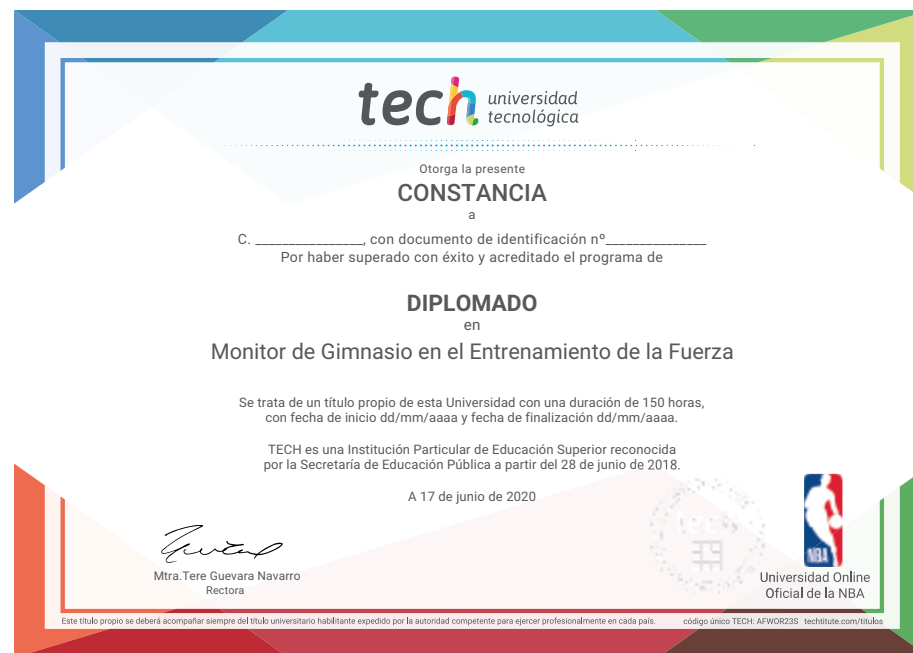 tech universidad
tecnológica
Otorga la presente
CONSTANCIA
a
C. ________________, con documento de identificación nº_______________
Por haber superado con éxito y acreditado el programa de
DIPLOMADO
en
Monitor de Gimnasio en el Entrenamiento de la Fuerza
Se trata de un título propio de esta Universidad con una duración de 150 horas,
con fecha de inicio dd/mm/aaaa y fecha de finalización dd/mm/aaaa.
TECH es una Institución Particular de Educación Superior reconocida
por la Secretaría de Educación Pública a partir del 28 de junio de 2018.
A 17 de junio de 2020
tech
NBA
Mtra.Tere Guevara Navarro
Rectora
Universidad Online
Oficial de la NBA
Este título propio se deberá acompañar siempre del título universitario habilitante expedido por la autoridad competente para ejercer profesionalmente en cada país. código único TECH: AFWOR23S techtitute.com/titulos